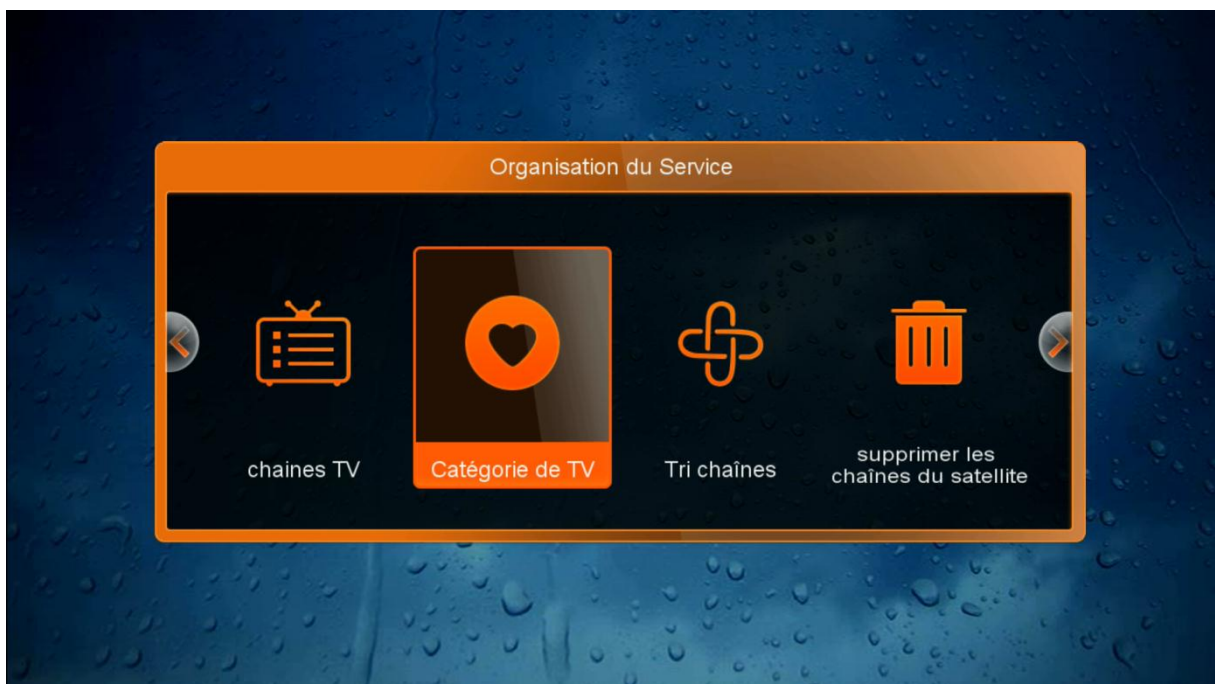 Organisation du Service
chaines TV
Catégorie de TV
Tri chaînes
supprimer les
chaînes du satellite